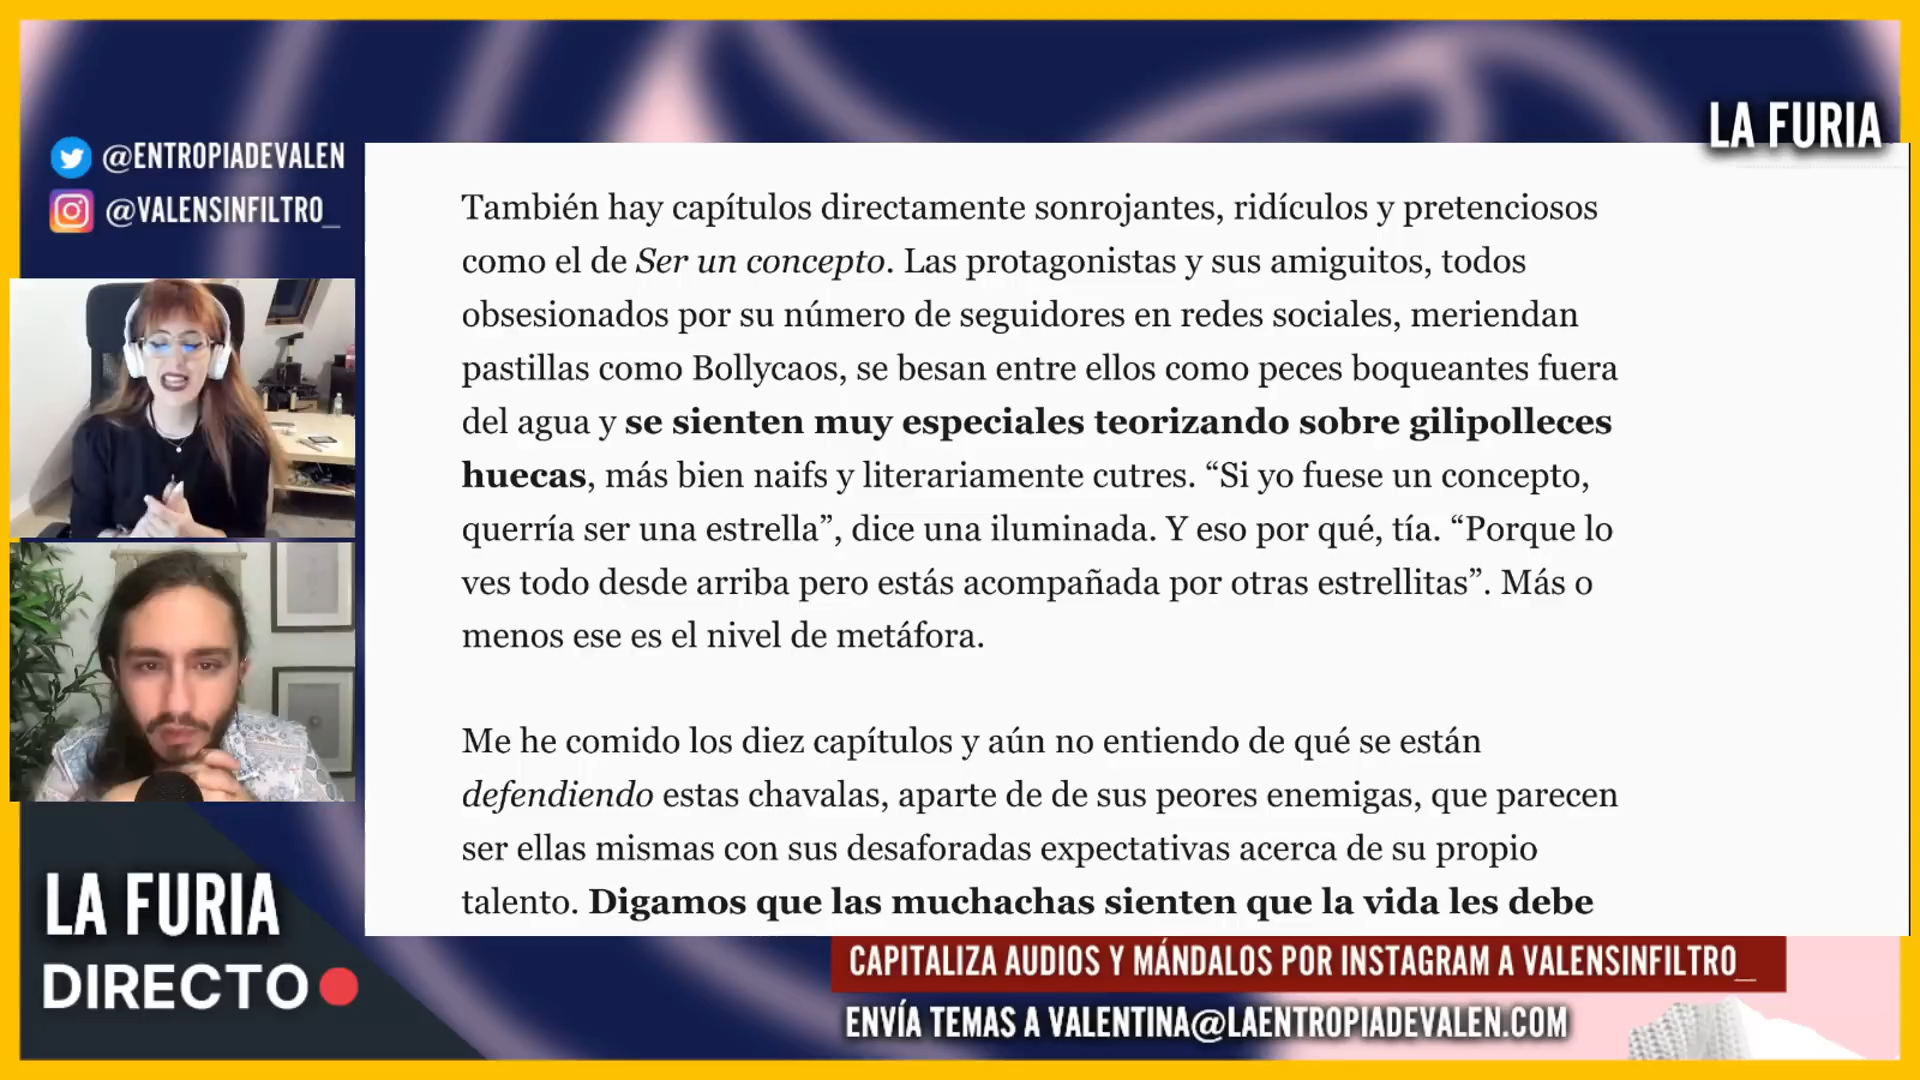 LA FURIA
@ENTROPIADEVALEN
@VALENSINFILTRO_
También hay capítulos directamente sonrojantes, ridículos y pretenciosos
como el de Ser un concepto. Las protagonistas y sus amiguitos, todos
obsesionados por su número de seguidores en redes sociales, meriendan
pastillas como Bollycaos, se besan entre ellos como peces boqueantes fuera
del agua y se sienten muy especiales teorizando sobre gilipolleces
huecas, más bien naifs y literariamente cutres. “Si yo fuese un concepto,
querría ser una estrella”, dice una iluminada. Y eso por qué, tía. “Porque lo
ves todo desde arriba pero estás acompañada por otras estrellitas”. Más o
menos ese es el nivel de metáfora.
Me he comido los diez capítulos y aún no entiendo de qué se están
defendiendo estas chavalas, aparte de de sus peores enemigas, que parecen
ser ellas mismas con sus desaforadas expectativas acerca de su propio
talento. Digamos que las muchachas sienten que la vida les debe
LA FURIA
DIRECTO
CAPITALIZA AUDIOS Y MÁNDALOS POR INSTAGRAM A VALENSINFILTRO_
ENVÍA TEMAS A VALENTINA@LAENTROPIADEVALEN.COM